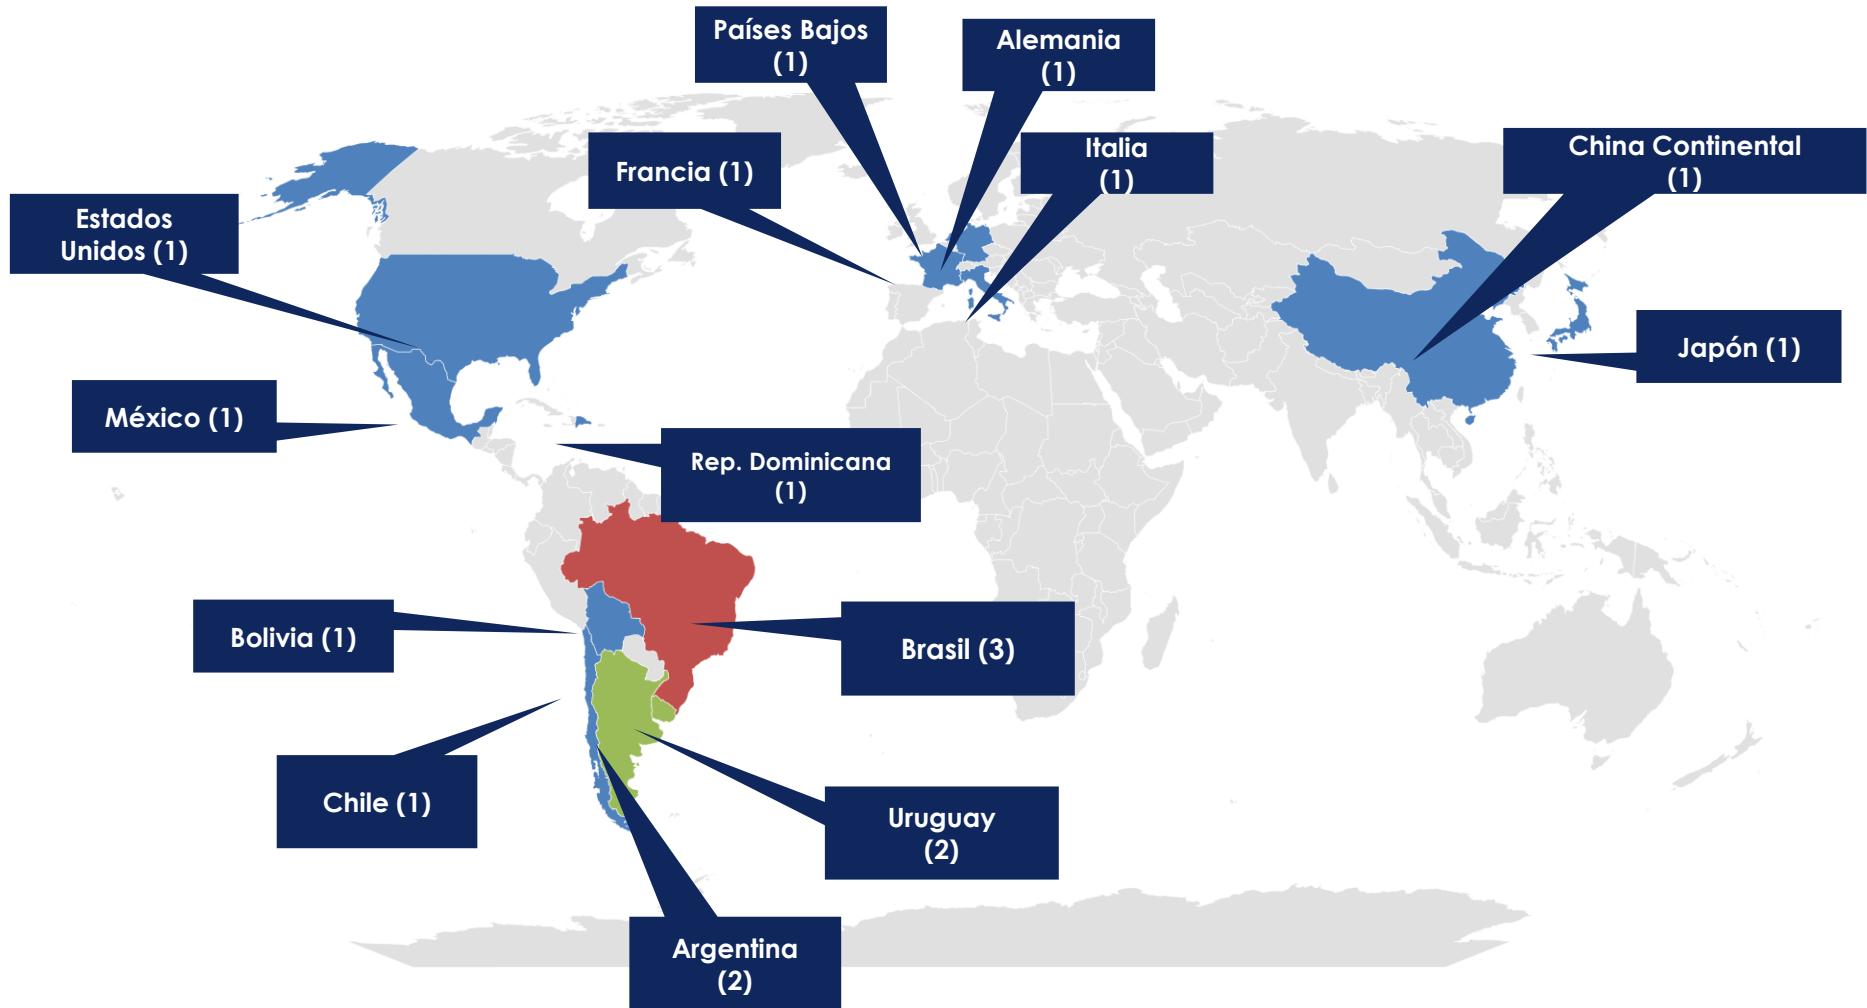 Países Bajos
(1)
Alemania
(1)
Francia (1)
Italia
(1)
China Continental
(1)
Estados
Unidos (1)
Japón (1)
México (1)
Rep. Dominicana
(1)
Bolivia (1)
Brasil (3)
Chile (1)
Uruguay
(2)
Argentina
(2)